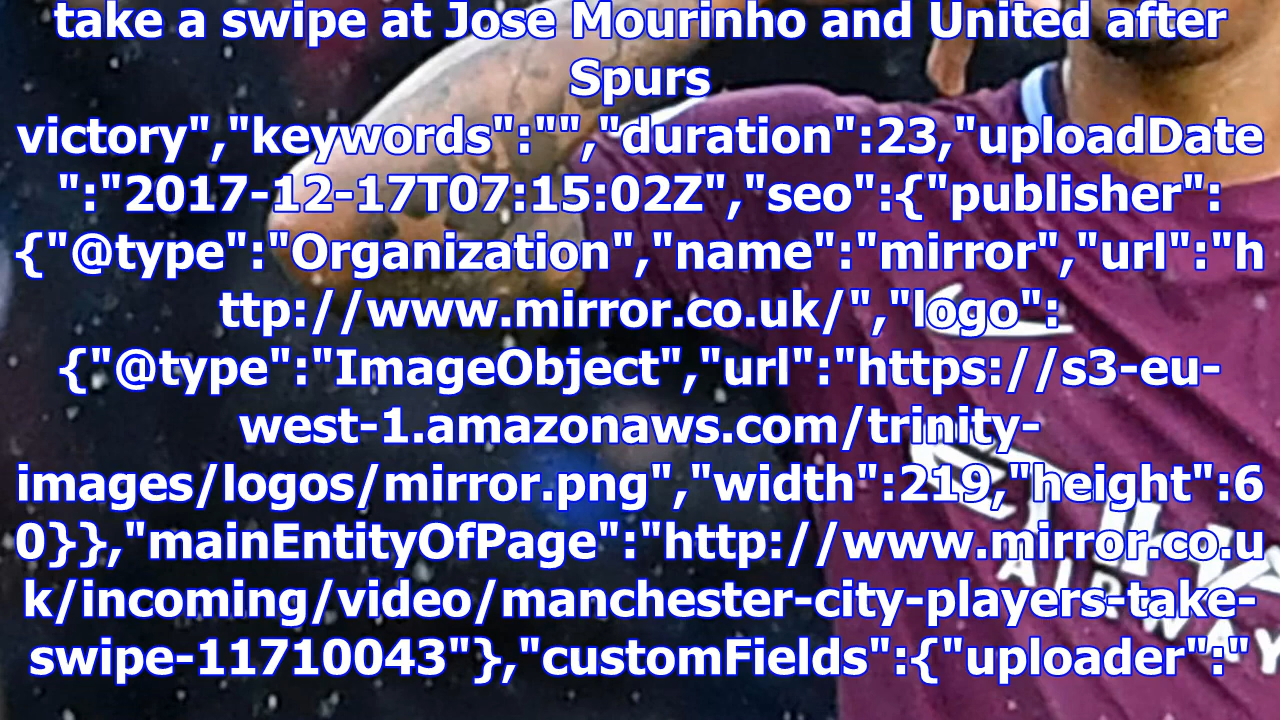 take a swipe at Jose Mourinho and United after
Spurs
victory","keywords":"","duration":23,"uploadDate
":"2017-12-17T07:15:02Z","seo":{"publisher":
{"@type":"Organization","name":"mirror","url":"h
ttp://www.mirror.co.uk/","logo":
{"@type":"ImageObject","url":"https://s3-eu-
west-1.amazonaws.com/trinity-
images/logos/mirror.png","width":219,"height":6
0}},"mainEntityOfPage":"http://www.mirror.co.u
k/incoming/video/manchester-city-players-take-
swipe-11710043"},"customFields":{"uploader":"
AIRWAY